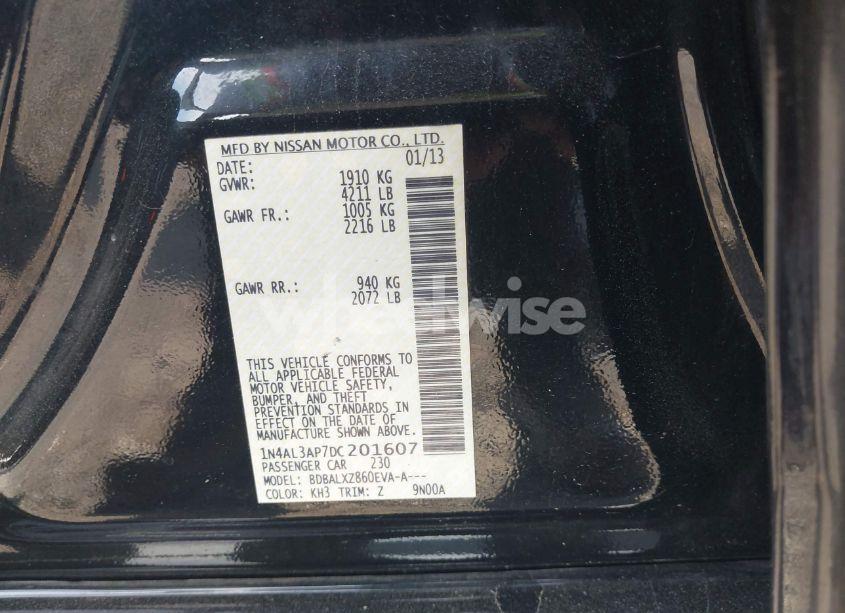 MFD BY NISSAN MOTOR CO., LTD.
DATE: 01/13
GVWR: 1910 KG
4211 LB
GAWR FR.: 1005 KG
2216 LB
GAWR RR.: 940 KG
2072 LB
wheelwise
THIS VEHICLE CONFORMS TO
ALL APPLICABLE FEDERAL
MOTOR VEHICLE SAFETY,
BUMPER, AND THEFT
PREVENTION STANDARDS IN
EFFECT ON THE DATE OF
MANUFACTURE SHOWN ABOVE.
1N4AL3AP7DC201607
PASSENGER CAR 230
MODEL: BDBALXZ860EVA-A---
COLOR: KH3 TRIM: Z 9N00A